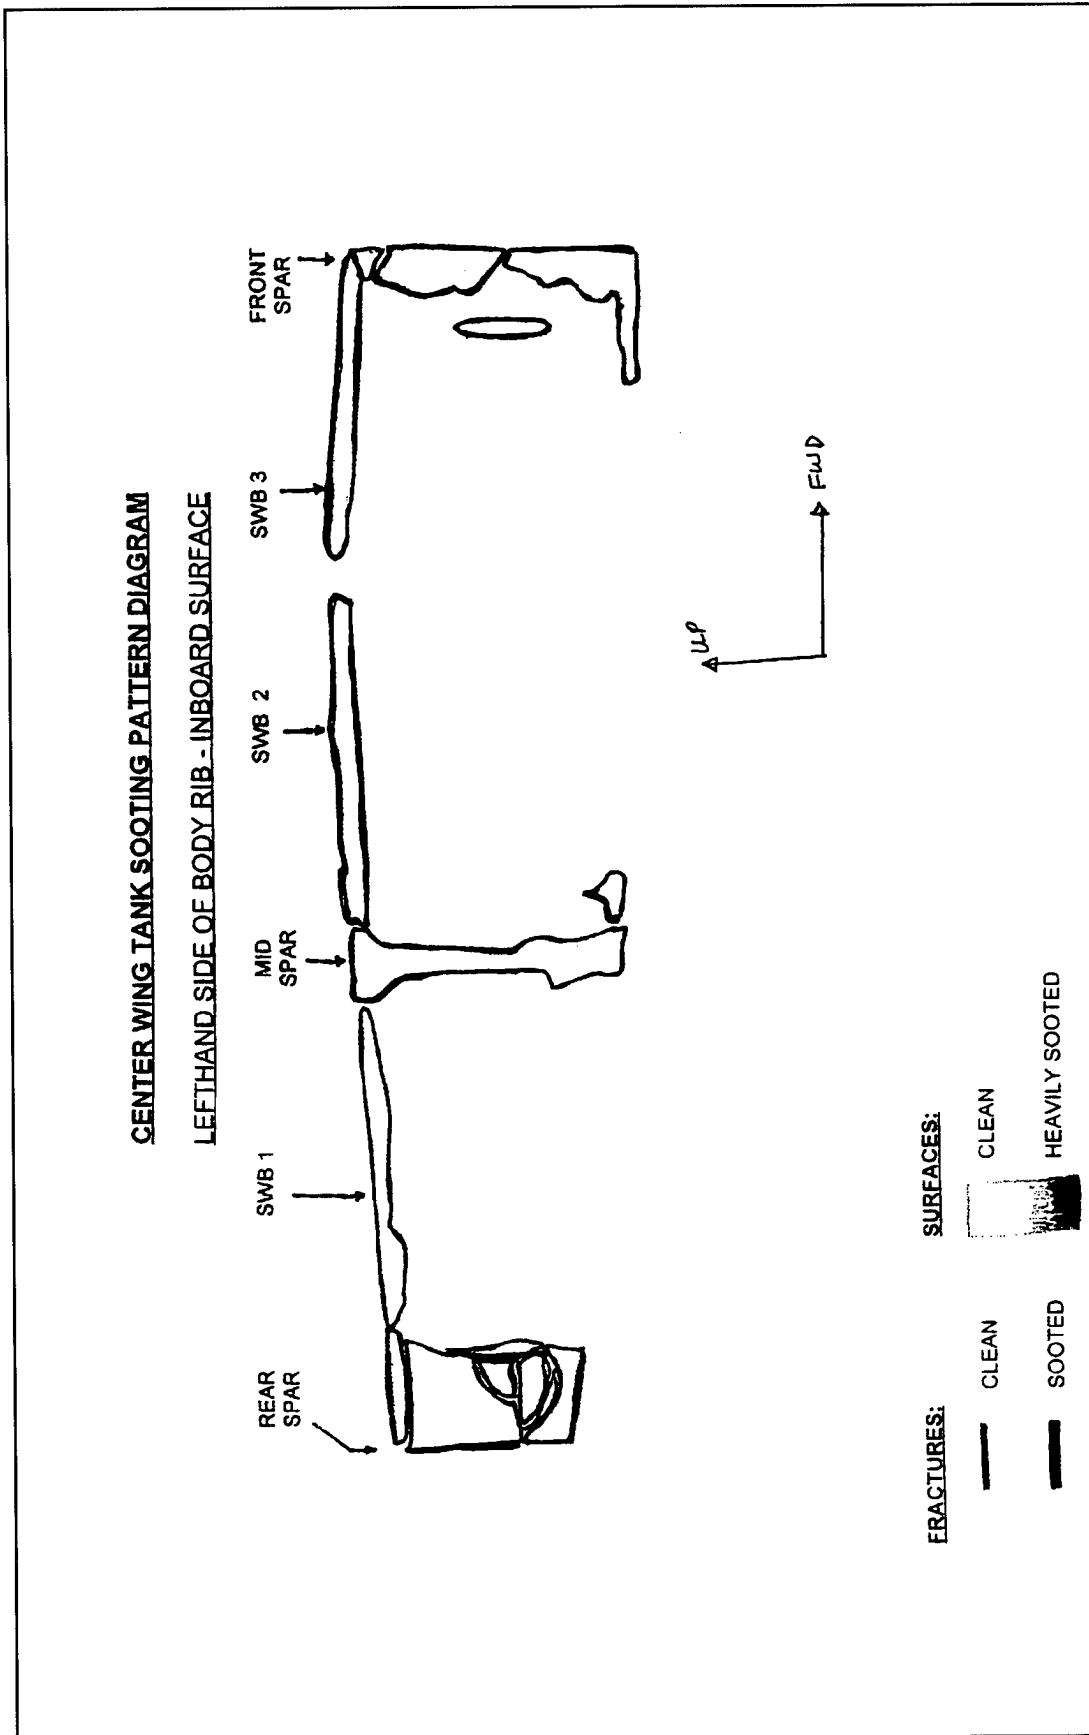 CENTER WING TANK SOOTING PATTERN DIAGRAM
LEFTHAND SIDE OF BODY RIB - INBOARD SURFACE
REAR
SPAR
SWB 1
MID
SPAR
SWB 2
SWB 3
FRONT
SPAR
UP
FWD
FRACTURES:
CLEAN
SOOTED
SURFACES:
CLEAN
HEAVILY SOOTED